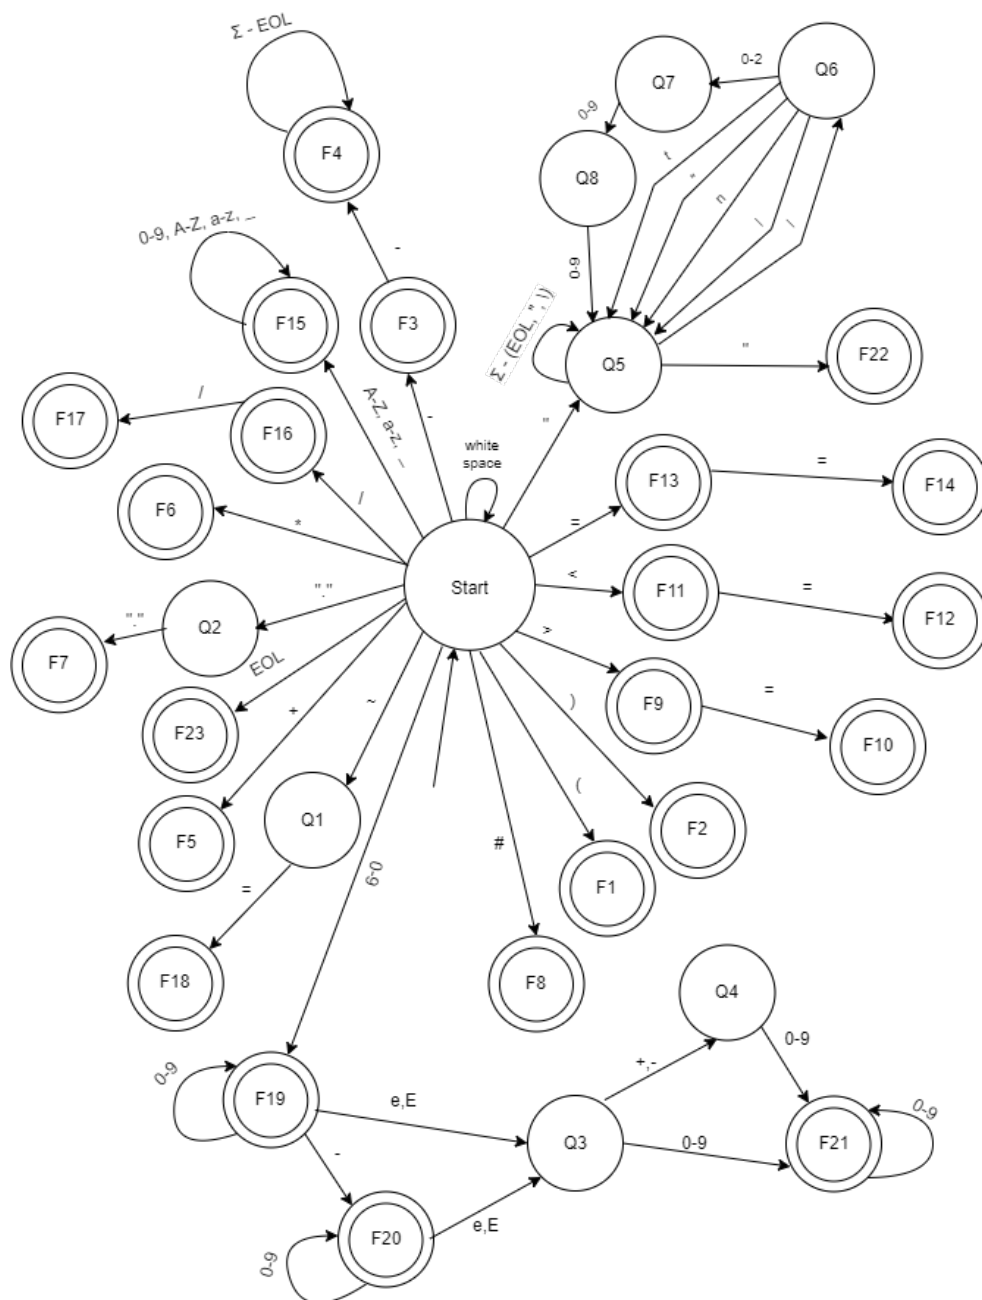 Σ - EOL
F4
-
0-9, A-Z, a-z, _
F15
F3
A-Z, a-z, _
-
F17
/
F16
/
F6
*
white
space
Start
Q7
0-2
Q6
0-9
Q8
t
"
n
\
\
0-9
Σ - (EOL, ", \)
Q5
"
F22
"
F13
=
F14
=
<
F11
=
F12
>
F9
=
F10
"."
Q2
"."
F7
EOL
F23
+
F5
~
Q1
=
F18
)
F2
(
F1
#
F8
0-9
F19
0-9
e,E
-
F20
0-9
e,E
Q3
+,-
Q4
0-9
0-9
F21
0-9